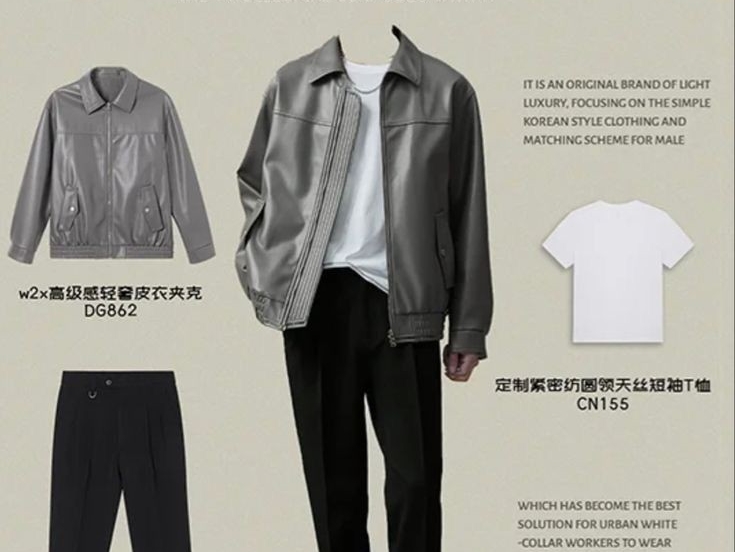 IT IS AN ORIGINAL BRAND OF LIGHT
LUXURY, FOCUSING ON THE SIMPLE
KOREAN STYLE CLOTHING AND
MATCHING SCHEME FOR MALE
w2x高级感轻奢皮衣夹克
DG862
定制紧密纺圆领天丝短袖T恤
CN155
WHICH HAS BECOME THE BEST
SOLUTION FOR URBAN WHITE
-COLLAR WORKERS TO WEAR